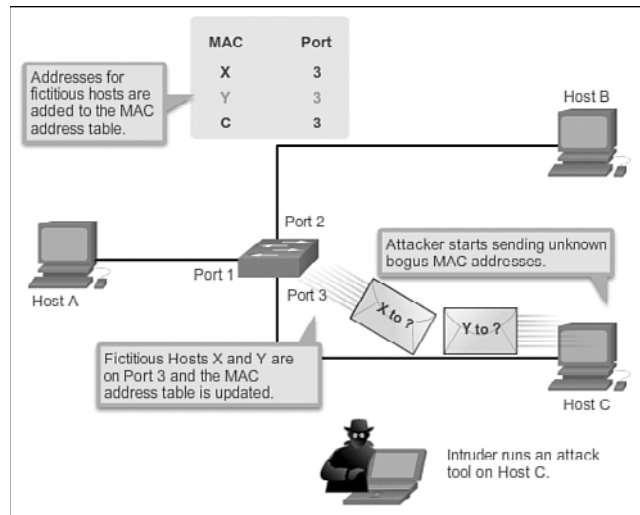 MAC Port
X 3
Y 3
C 3
Addresses for
fictitious hosts are
added to the MAC
address table.
Host B
Port 2
Attacker starts sending unknown
bogus MAC addresses.
Port 1
Host A
Port 3
X to ?
Y to ?
Fictitious Hosts X and Y are
on Port 3 and the MAC
address table is updated.
Host C
Intruder runs an attack
tool on Host C.